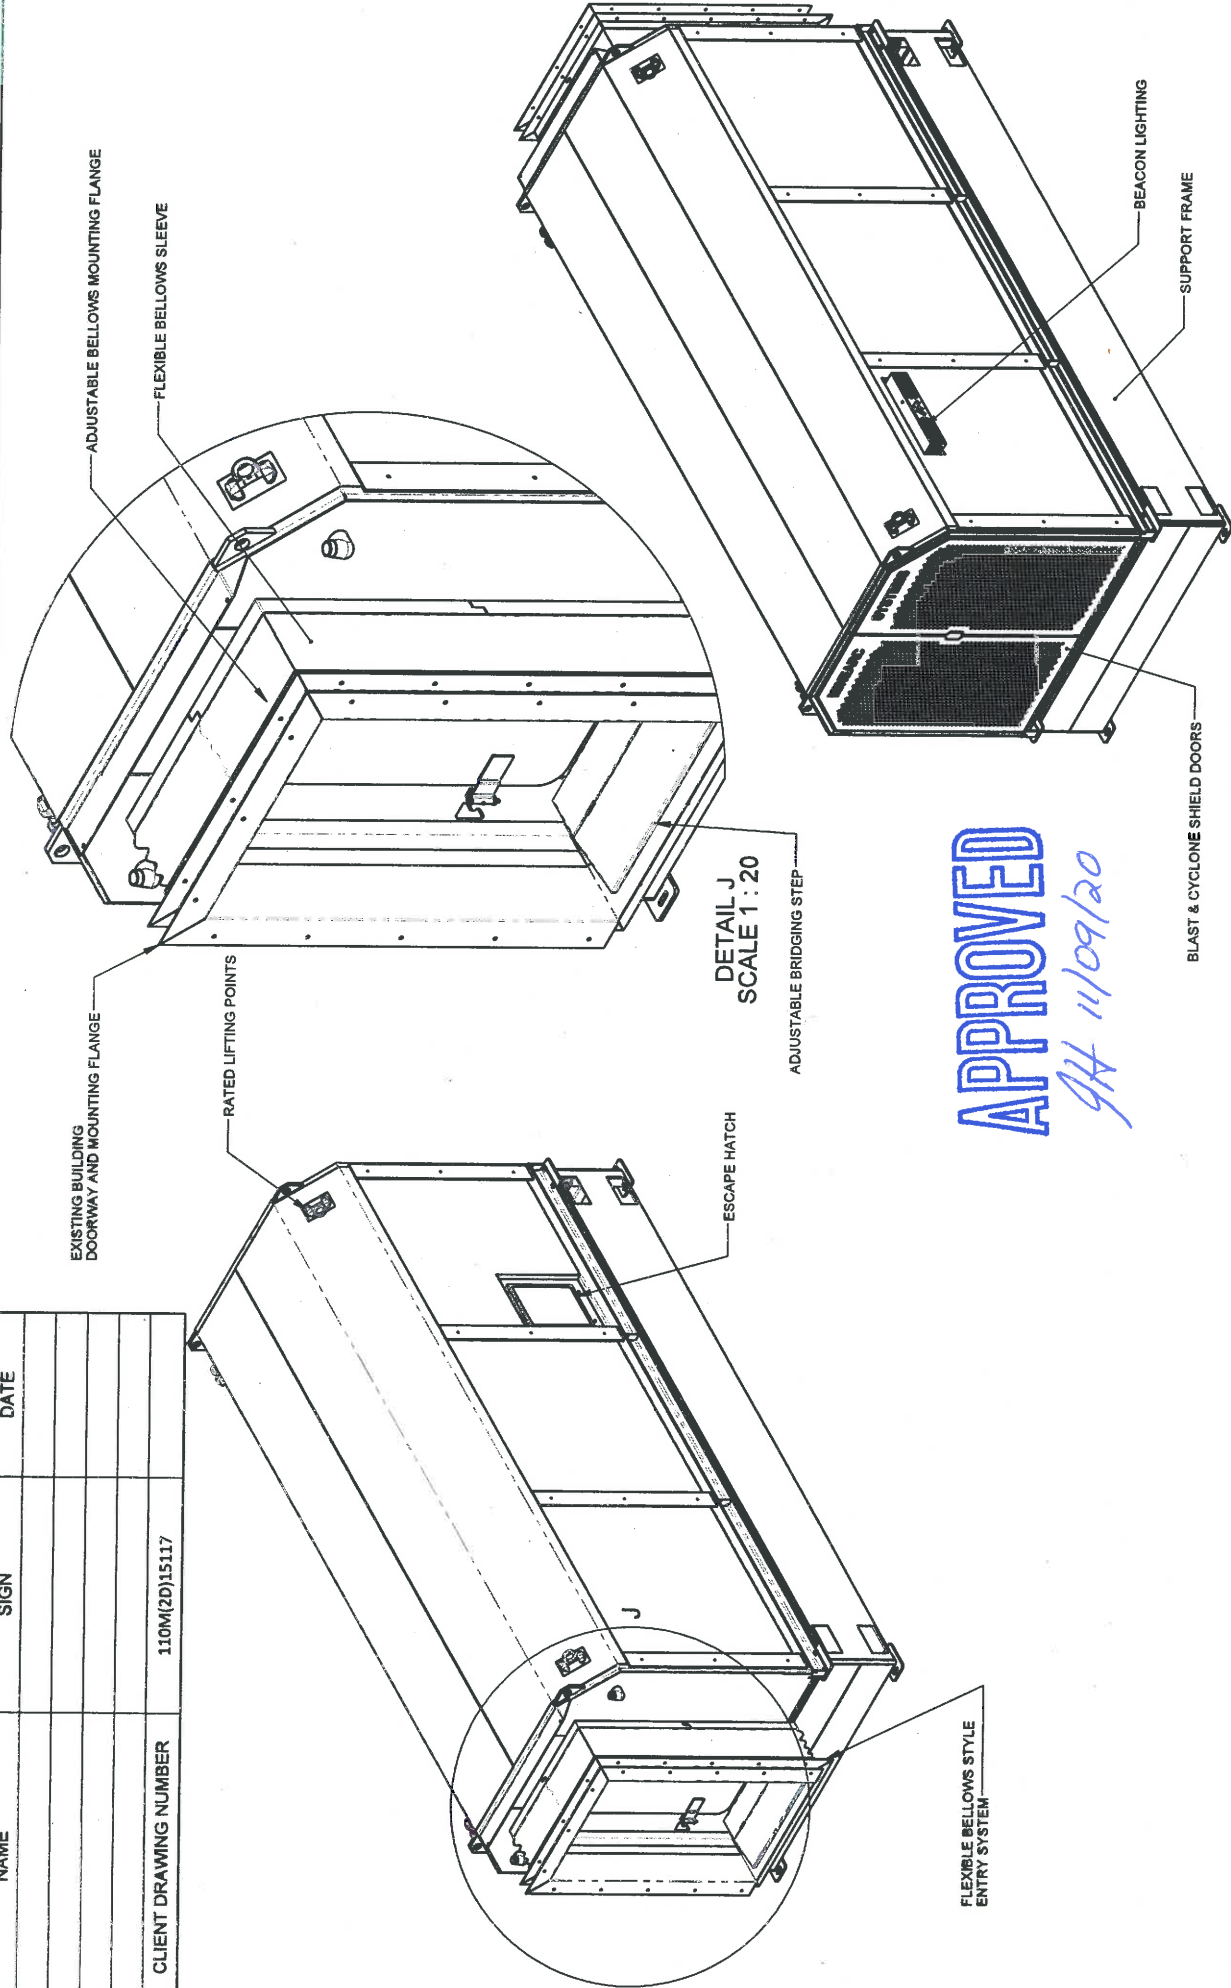 NAME
SIGN
DATE
CLIENT DRAWING NUMBER
110M(2D)15117
EXISTING BUILDING
DOORWAY AND MOUNTING FLANGE
ADJUSTABLE BELLOWS MOUNTING FLANGE
FLEXIBLE BELLOWS SLEEVE
RATED LIFTING POINTS
DETAIL J
SCALE 1 : 20
ADJUSTABLE BRIDGING STEP
ESCAPE HATCH
J
FLEXIBLE BELLOWS STYLE
ENTRY SYSTEM
BEACON LIGHTING
SUPPORT FRAME
SYSTEMS
BLAST & CYCLONE SHIELD DOORS
APPROVED
GH 11/09/20